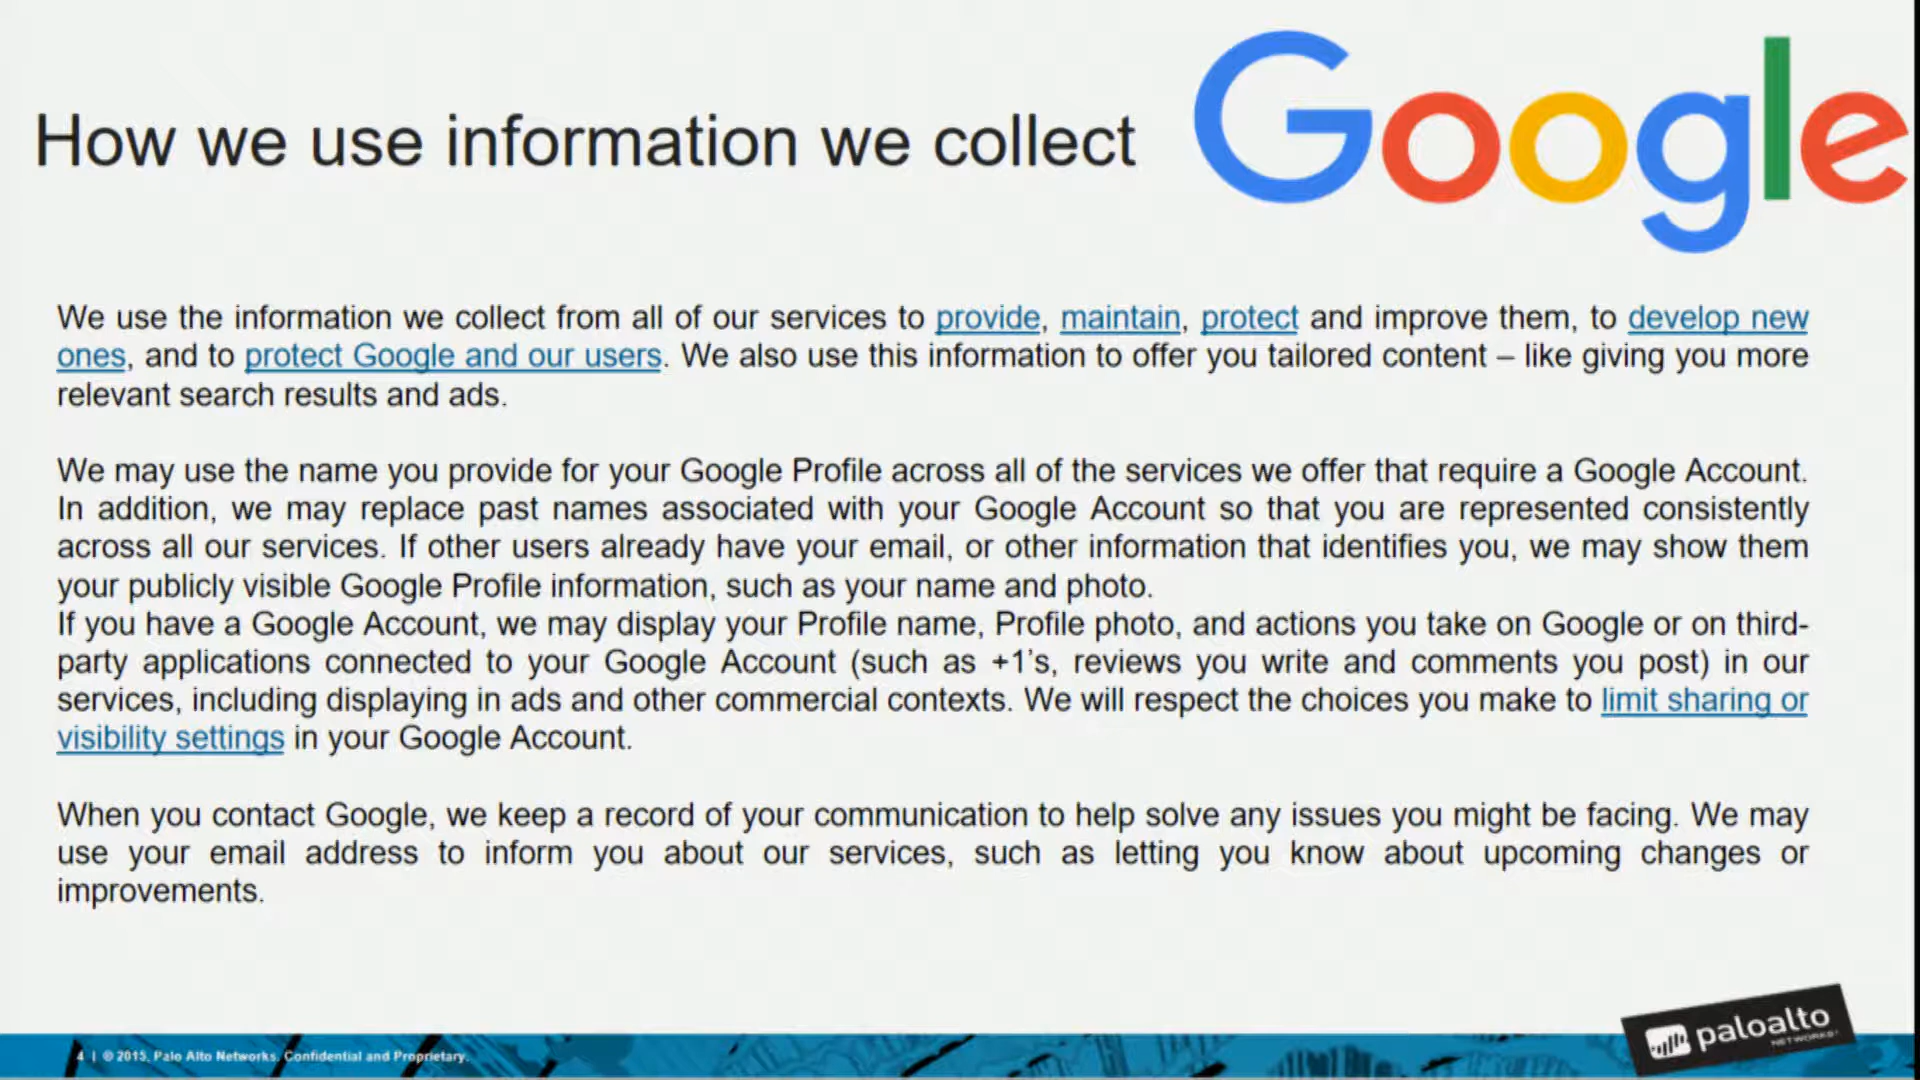 How we use information we collect
Google
We use the information we collect from all of our services to provide, maintain, protect and improve them, to develop new
ones, and to protect Google and our users. We also use this information to offer you tailored content – like giving you more
relevant search results and ads.
We may use the name you provide for your Google Profile across all of the services we offer that require a Google Account.
In addition, we may replace past names associated with your Google Account so that you are represented consistently
across all our services. If other users already have your email, or other information that identifies you, we may show them
your publicly visible Google Profile information, such as your name and photo.
If you have a Google Account, we may display your Profile name, Profile photo, and actions you take on Google or on third-
party applications connected to your Google Account (such as +1’s, reviews you write and comments you post) in our
services, including displaying in ads and other commercial contexts. We will respect the choices you make to limit sharing or
visibility settings in your Google Account.
When you contact Google, we keep a record of your communication to help solve any issues you might be facing. We may
use your email address to inform you about our services, such as letting you know about upcoming changes or
improvements.
4 | © 2015, Palo Alto Networks. Confidential and Proprietary.
paloalto
NETWORKS